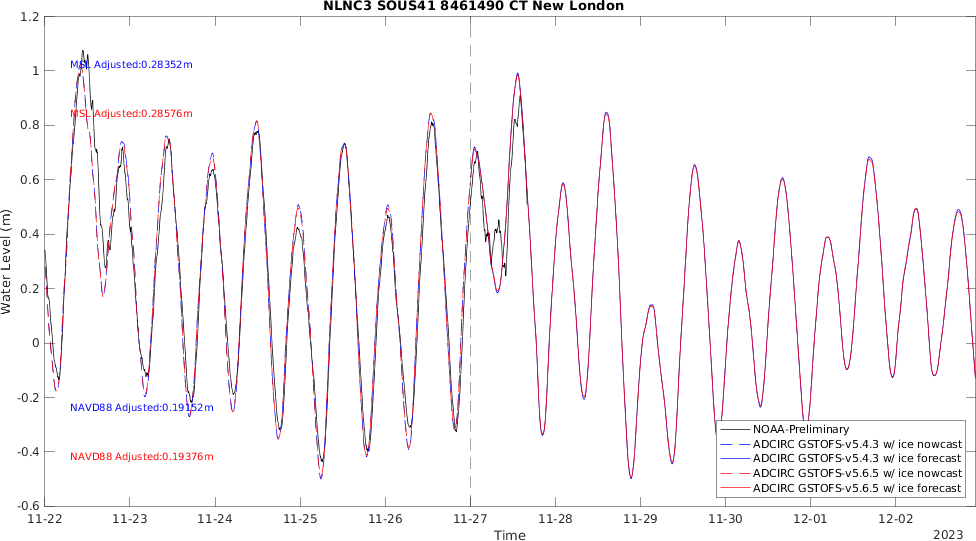 NLNC3 SOUS41 8461490 CT New London
1.2
1
0.8
0.6
0.4
0.2
0
-0.2
-0.4
-0.6
Water Level (m)
MSL Adjusted:0.28352m
MSL Adjusted:0.28576m
NAVD88 Adjusted:0.19152m
NAVD88 Adjusted:0.19376m
NOAA-Preliminary
ADCIRC GSTOFS-v5.4.3 w/ ice nowcast
ADCIRC GSTOFS-v5.4.3 w/ ice forecast
ADCIRC GSTOFS-v5.6.5 w/ ice nowcast
ADCIRC GSTOFS-v5.6.5 w/ ice forecast
11-22 11-23 11-24 11-25 11-26 11-27 11-28 11-29 11-30 12-01 12-02
Time
2023